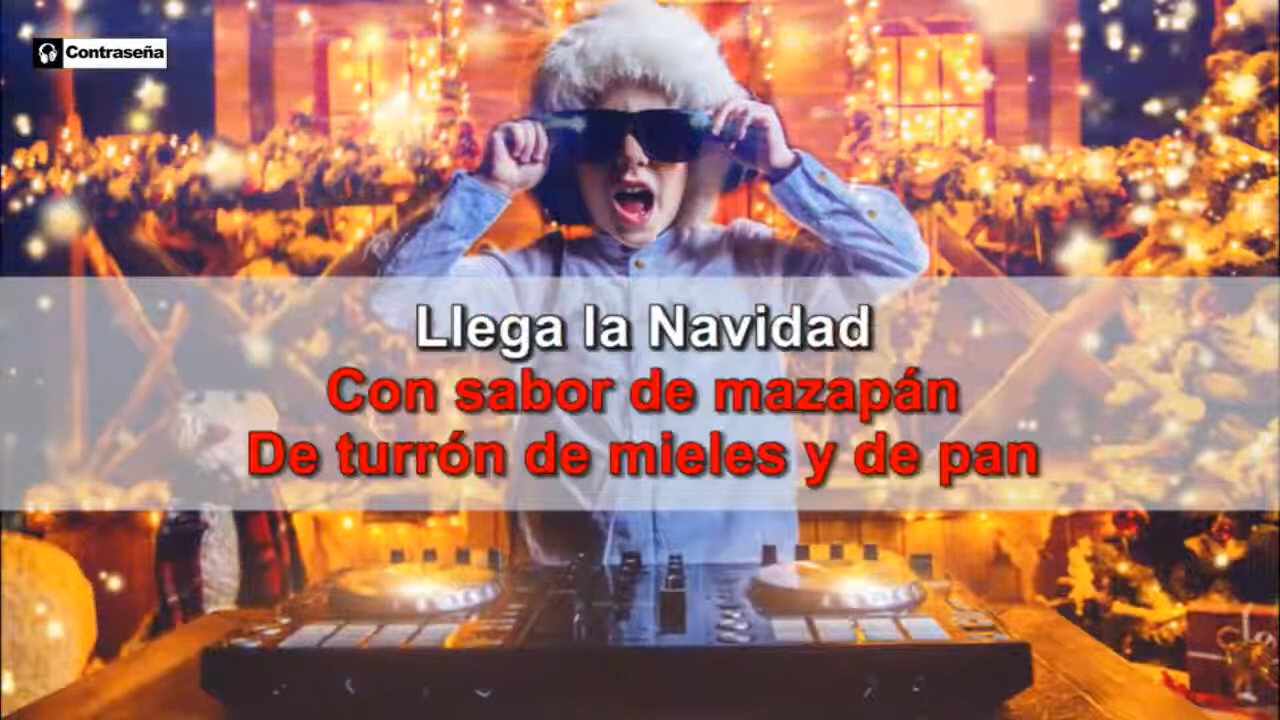 Contraseña
Llega la Navidad
Con sabor de mazapán
De turrón de mieles y de pan